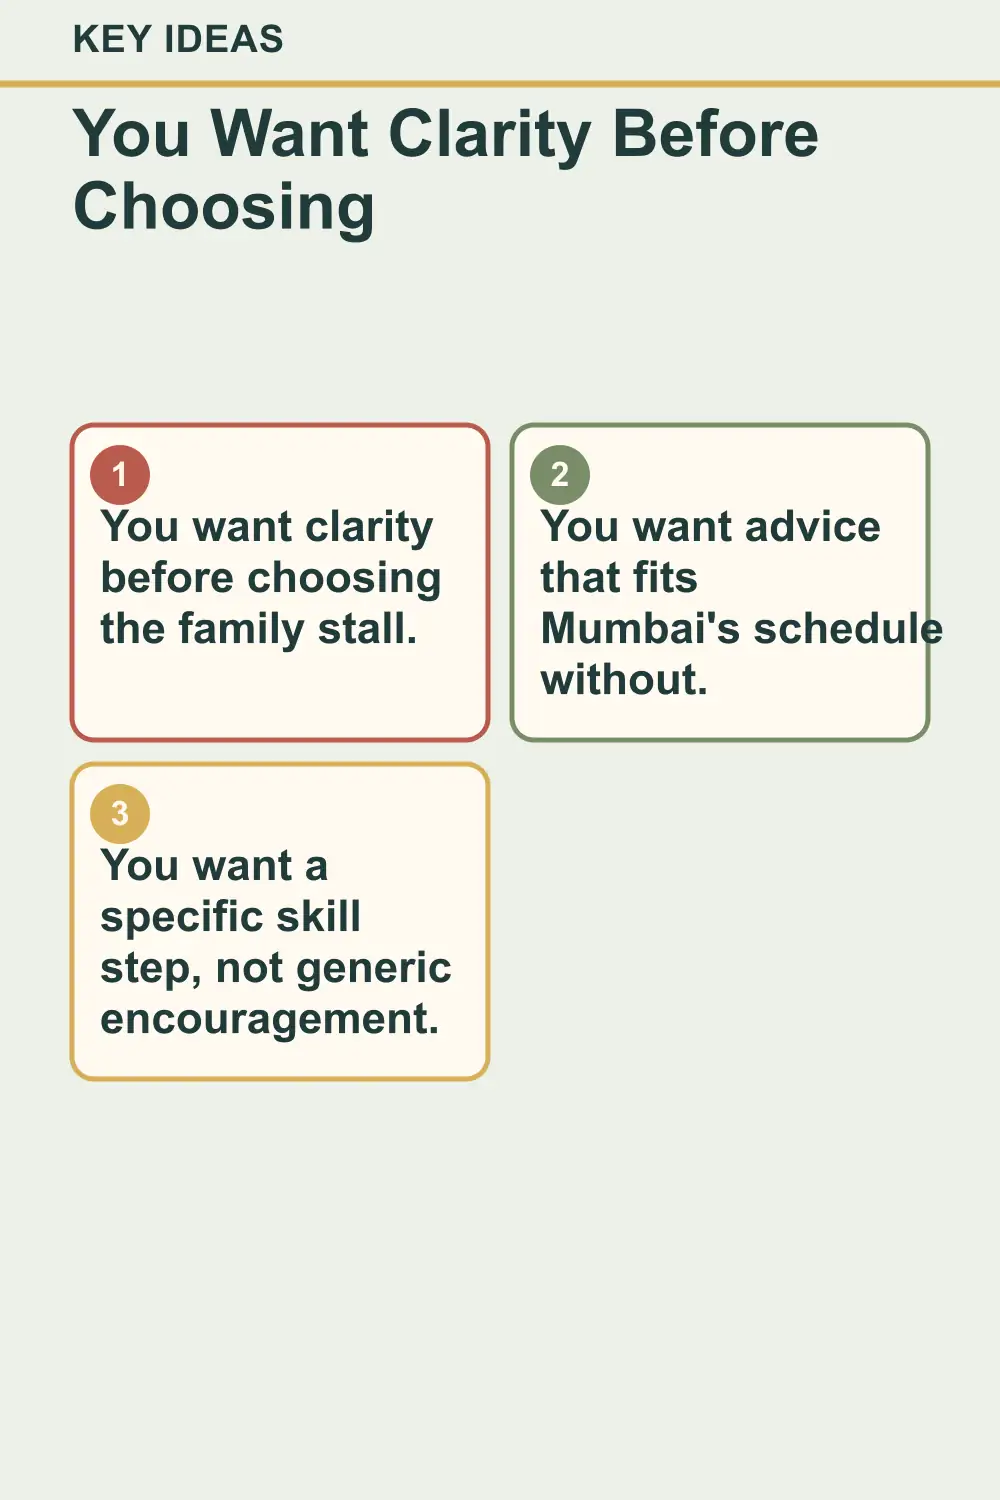 KEY IDEAS
You Want Clarity Before
Choosing
1
You want clarity
before choosing
the family stall.
2
You want advice
that fits
Mumbai's schedule
without.
3
You want a
specific skill
step, not generic
encouragement.